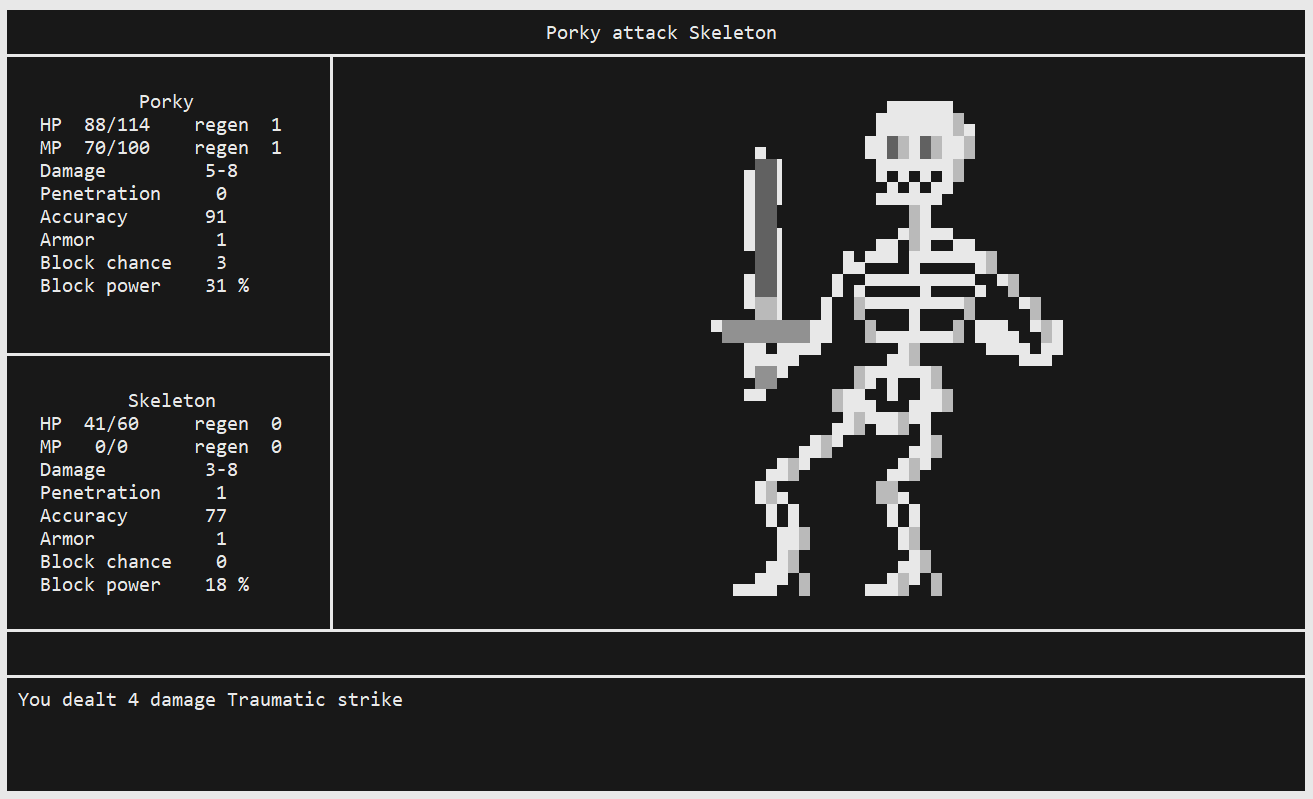 Porky attack Skeleton
Porky
HP 88/114 regen 1
MP 70/100 regen 1
Damage 5-8
Penetration 0
Accuracy 91
Armor 1
Block chance 3
Block power 31 %
Skeleton
HP 41/60 regen 0
MP 0/0 regen 0
Damage 3-8
Penetration 1
Accuracy 77
Armor 1
Block chance 0
Block power 18 %
You dealt 4 damage Traumatic strike